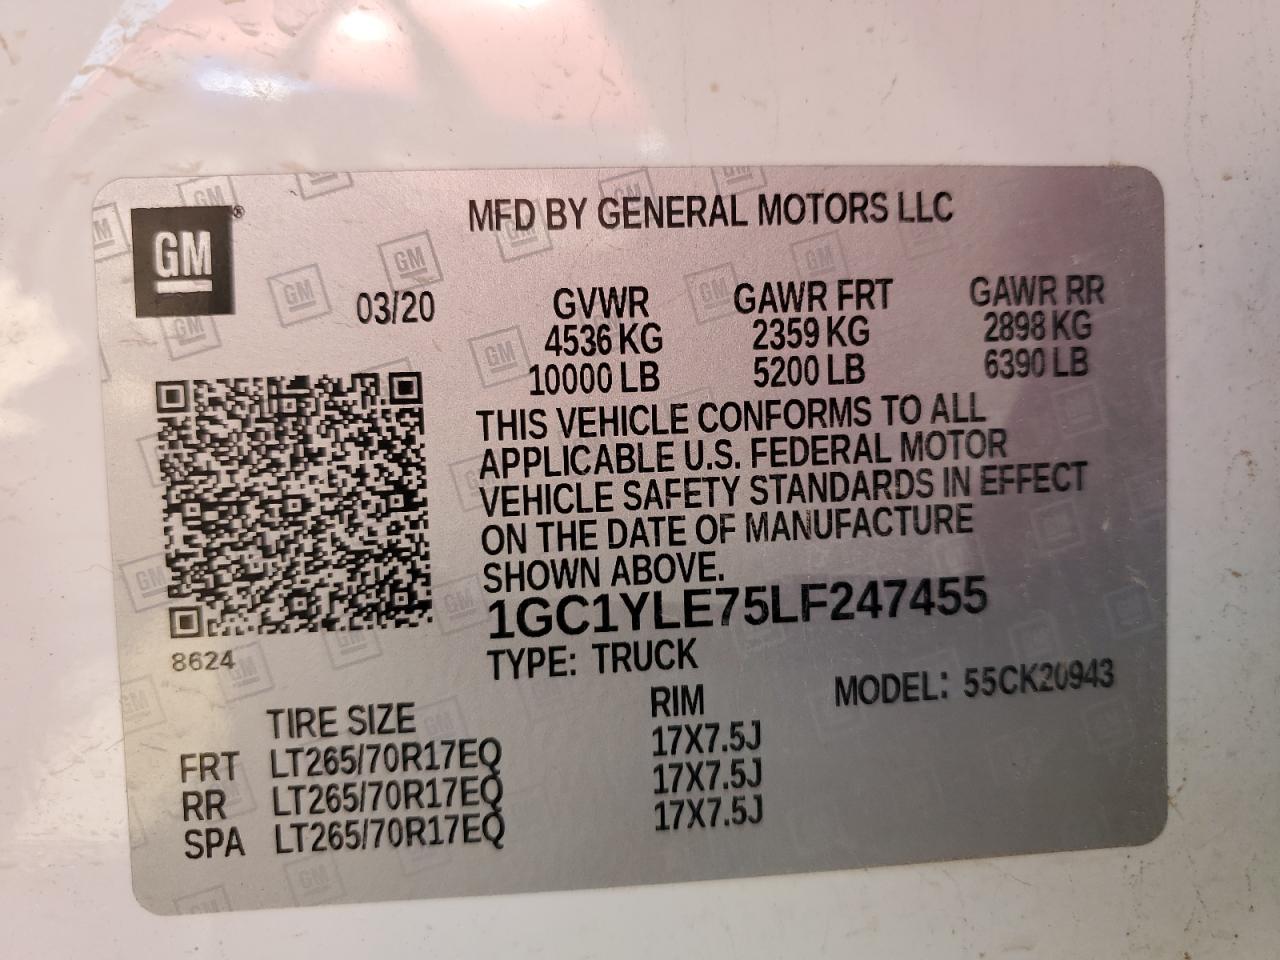 GM®
MFD BY GENERAL MOTORS LLC
03/20
GVWR GAWR FRT GAWR RR
4536 KG 2359 KG 2898 KG
10000 LB 5200 LB 6390 LB
THIS VEHICLE CONFORMS TO ALL
APPLICABLE U.S. FEDERAL MOTOR
VEHICLE SAFETY STANDARDS IN EFFECT
ON THE DATE OF MANUFACTURE
SHOWN ABOVE.
1GC1YLE75LF247455
8624
TYPE: TRUCK
MODEL: 55CK20943
TIRE SIZE RIM
FRT LT265/70R17EQ 17X7.5J
RR LT265/70R17EQ 17X7.5J
SPA LT265/70R17EQ 17X7.5J